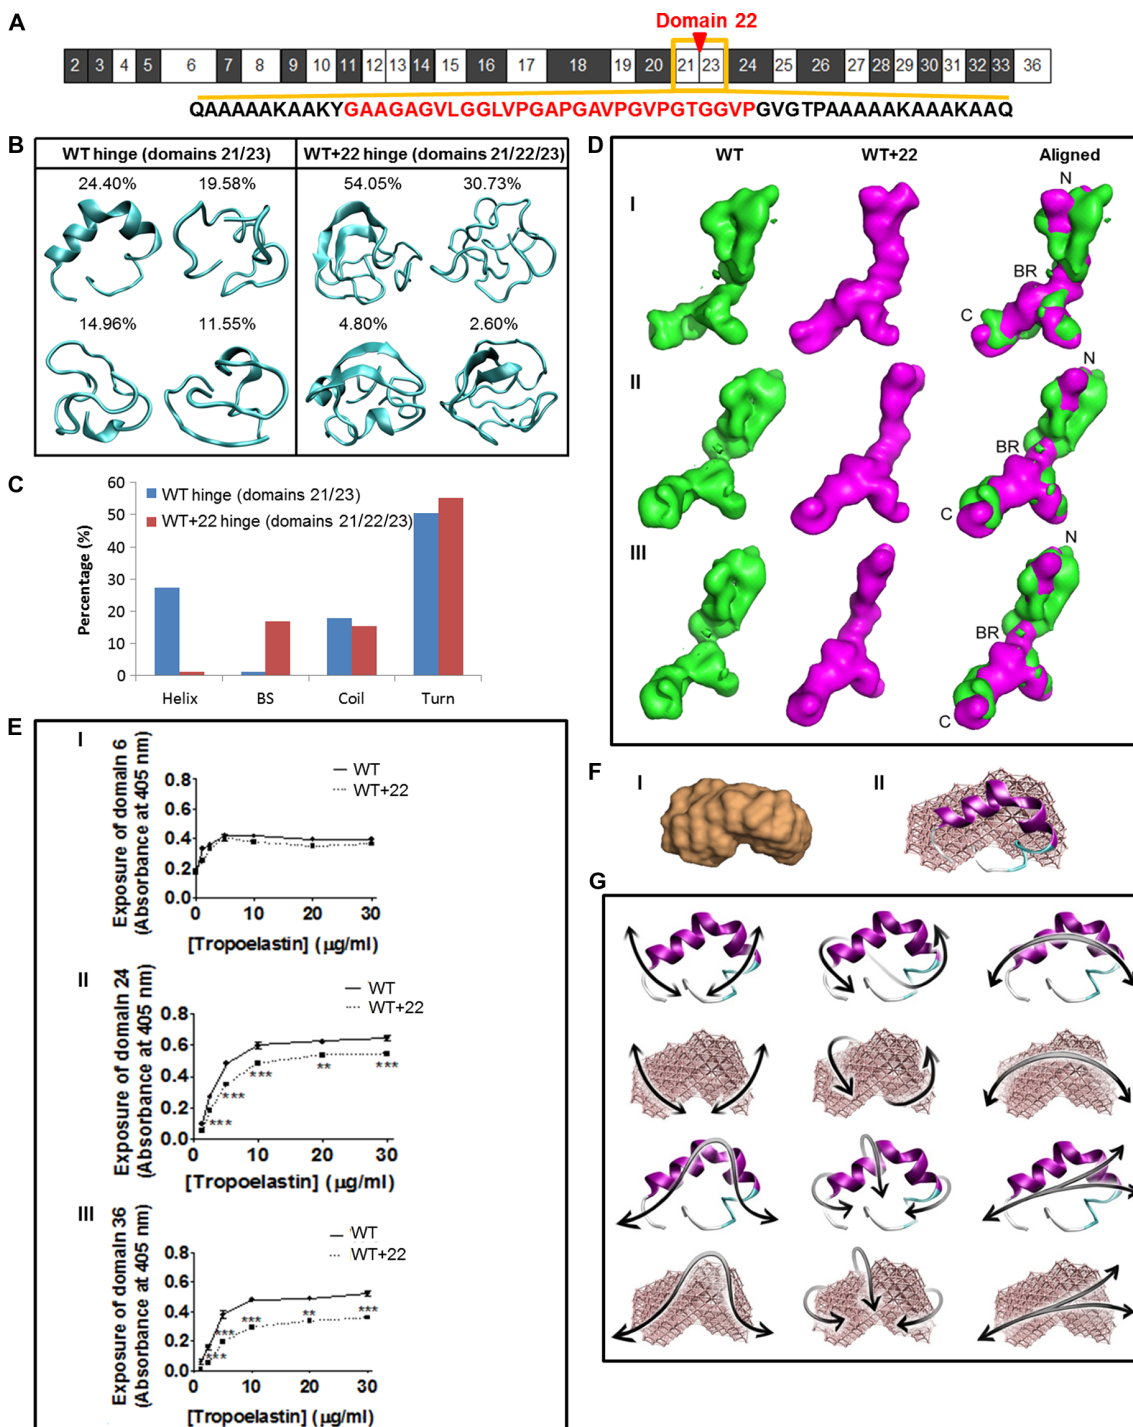 A
Domain 22
2 3 4 5 6 7 8 9 10 11 12 13 14 15 16 17 18 19 20 21 23 24 25 26 27 28 29 30 31 33 36
QAAAAAKAAKYGAAGAGVLGGLVPGAPGAVPGVPGTGGVPGVGTPAAAAAKAAAKAAQ
B
WT hinge (domains 21/23)
WT+22 hinge (domains 21/22/23)
24.40%
19.58%
54.05%
30.73%
14.96%
11.55%
4.80%
2.60%
C
WT hinge (domains 21/23)
WT+22 hinge (domains 21/22/23)
Percentage (%)
60
50
40
30
20
10
0
Helix
BS
Coil
Turn
D
WT
WT+22
Aligned
I
N
BR
C
II
N
BR
C
III
N
BR
C
E
I
WT
WT+22
Exposure of domain 6
(Absorbance at 405 nm)
0.8
0.6
0.4
0.2
0.0
0 10 20 30
[Tropoelastin] (µg/ml)
II
WT
WT+22
Exposure of domain 24
(Absorbance at 405 nm)
0.8
0.6
0.4
0.2
0.0
***
***
***
**
***
0 10 20 30
[Tropoelastin] (µg/ml)
III
WT
WT+22
Exposure of domain 36
(Absorbance at 405 nm)
0.8
0.6
0.4
0.2
0.0
***
***
***
**
***
0 10 20 30
[Tropoelastin] (µg/ml)
F
I
II
G